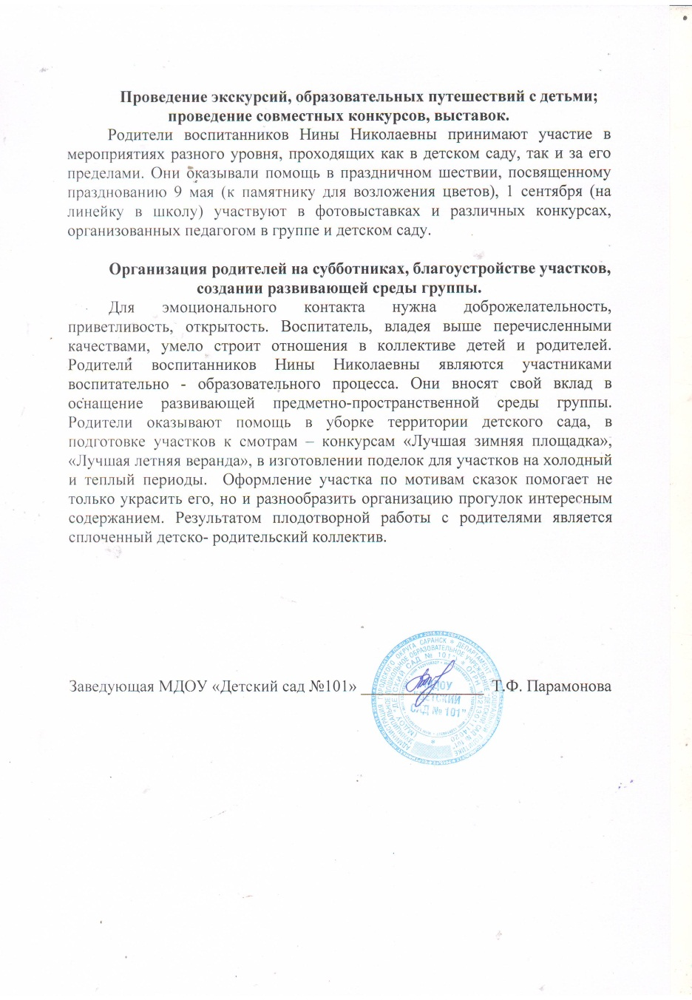 Проведение экскурсий, образовательных путешествий с детьми;
проведение совместных конкурсов, выставок.
Родители воспитанников Нины Николаевны принимают участие в
мероприятиях разного уровня, проходящих как в детском саду, так и за его
пределами. Они оказывали помощь в праздничном шествии, посвященному
празднованию 9 мая (к памятнику для возложения цветов), 1 сентября (на
линейку в школу) участвуют в фотовыставках и различных конкурсах,
организованных педагогом в группе и детском саду.
Организация родителей на субботниках, благоустройстве участков,
создании развивающей среды группы.
Для эмоционального контакта нужна доброжелательность,
приветливость, открытость. Воспитатель, владея выше перечисленными
качествами, умело строит отношения в коллективе детей и родителей.
Родители воспитанников Нины Николаевны являются участниками
воспитательно - образовательного процесса. Они вносят свой вклад в
оснащение развивающей предметно-пространственной среды группы.
Родители оказывают помощь в уборке территории детского сада, в
подготовке участков к смотрам – конкурсам «Лучшая зимняя площадка»,
«Лучшая летняя веранда», в изготовлении поделок для участков на холодный
и теплый периоды. Оформление участка по мотивам сказок помогает не
только украсить его, но и разнообразить организацию прогулок интересным
содержанием. Результатом плодотворной работы с родителями является
сплоченный детско- родительский коллектив.
Заведующая МДОУ «Детский сад №101» ________________ Т.Ф. Парамонова
МДОУ
"ДЕТСКИЙ
САД № 101"